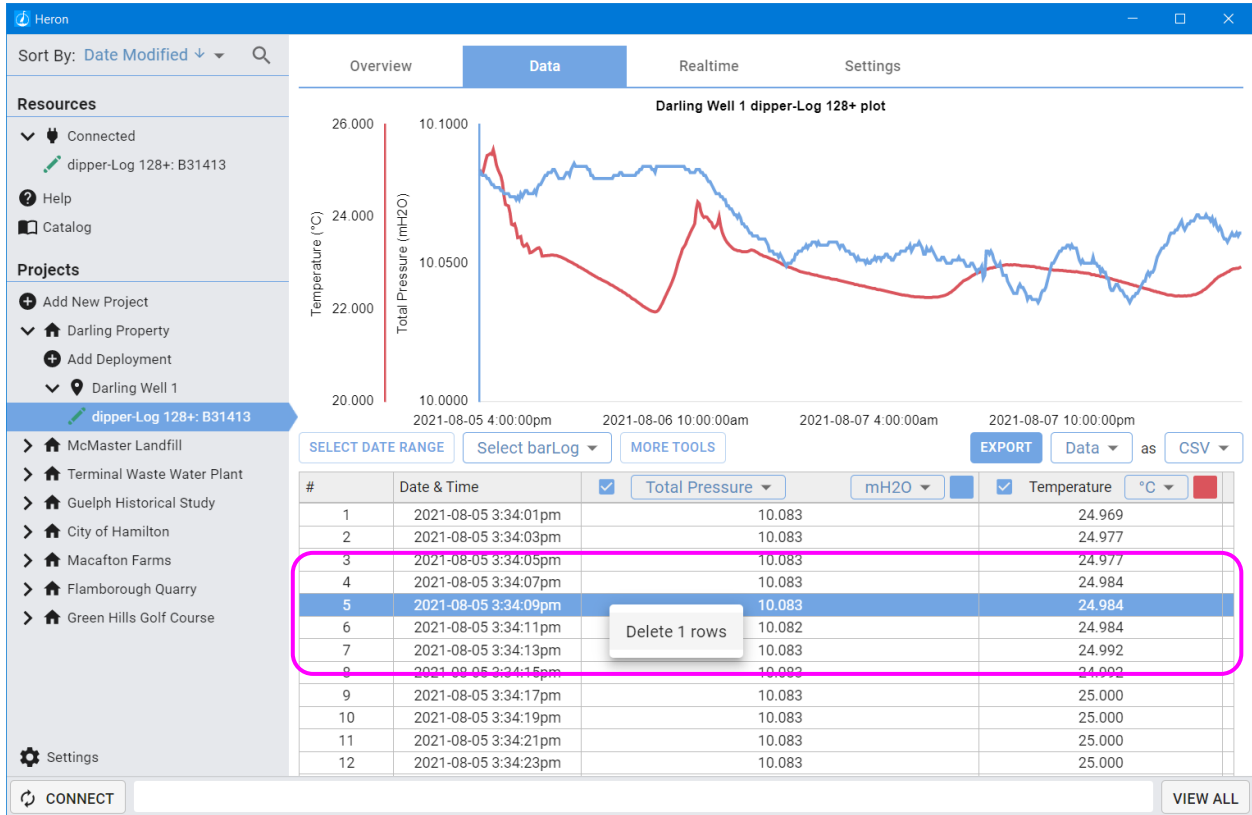 Heron
Sort By: Date Modified
Resources
Connected
dipper-Log 128+: B31413
Help
Catalog
Projects
Add New Project
Darling Property
Add Deployment
Darling Well 1
dipper-Log 128+: B31413
McMaster Landfill
Terminal Waste Water Plant
Guelph Historical Study
City of Hamilton
Macafton Farms
Flamborough Quarry
Green Hills Golf Course
Settings
Overview Data Realtime Settings
Darling Well 1 dipper-Log 128+ plot
Temperature (°C)
26.000
24.000
22.000
20.000
Total Pressure (mH2O)
10.1000
10.0500
10.0000
2021-08-05 4:00:00pm 2021-08-06 10:00:00am 2021-08-07 4:00:00am 2021-08-07 10:00:00pm
SELECT DATE RANGE Select barLog MORE TOOLS EXPORT Data as CSV
# Date & Time Total Pressure mH2O Temperature °C
1 2021-08-05 3:34:01pm 10.083 24.969
2 2021-08-05 3:34:03pm 10.083 24.977
3 2021-08-05 3:34:05pm 10.083 24.977
4 2021-08-05 3:34:07pm 10.083 24.984
5 2021-08-05 3:34:09pm 10.083 24.984
6 2021-08-05 3:34:11pm 10.082 24.984
Delete 1 rows
7 2021-08-05 3:34:13pm 10.083 24.992
8 2021-08-05 3:34:15pm 10.083 24.992
9 2021-08-05 3:34:17pm 10.083 25.000
10 2021-08-05 3:34:19pm 10.083 25.000
11 2021-08-05 3:34:21pm 10.083 25.000
12 2021-08-05 3:34:23pm 10.083 25.000
CONNECT VIEW ALL